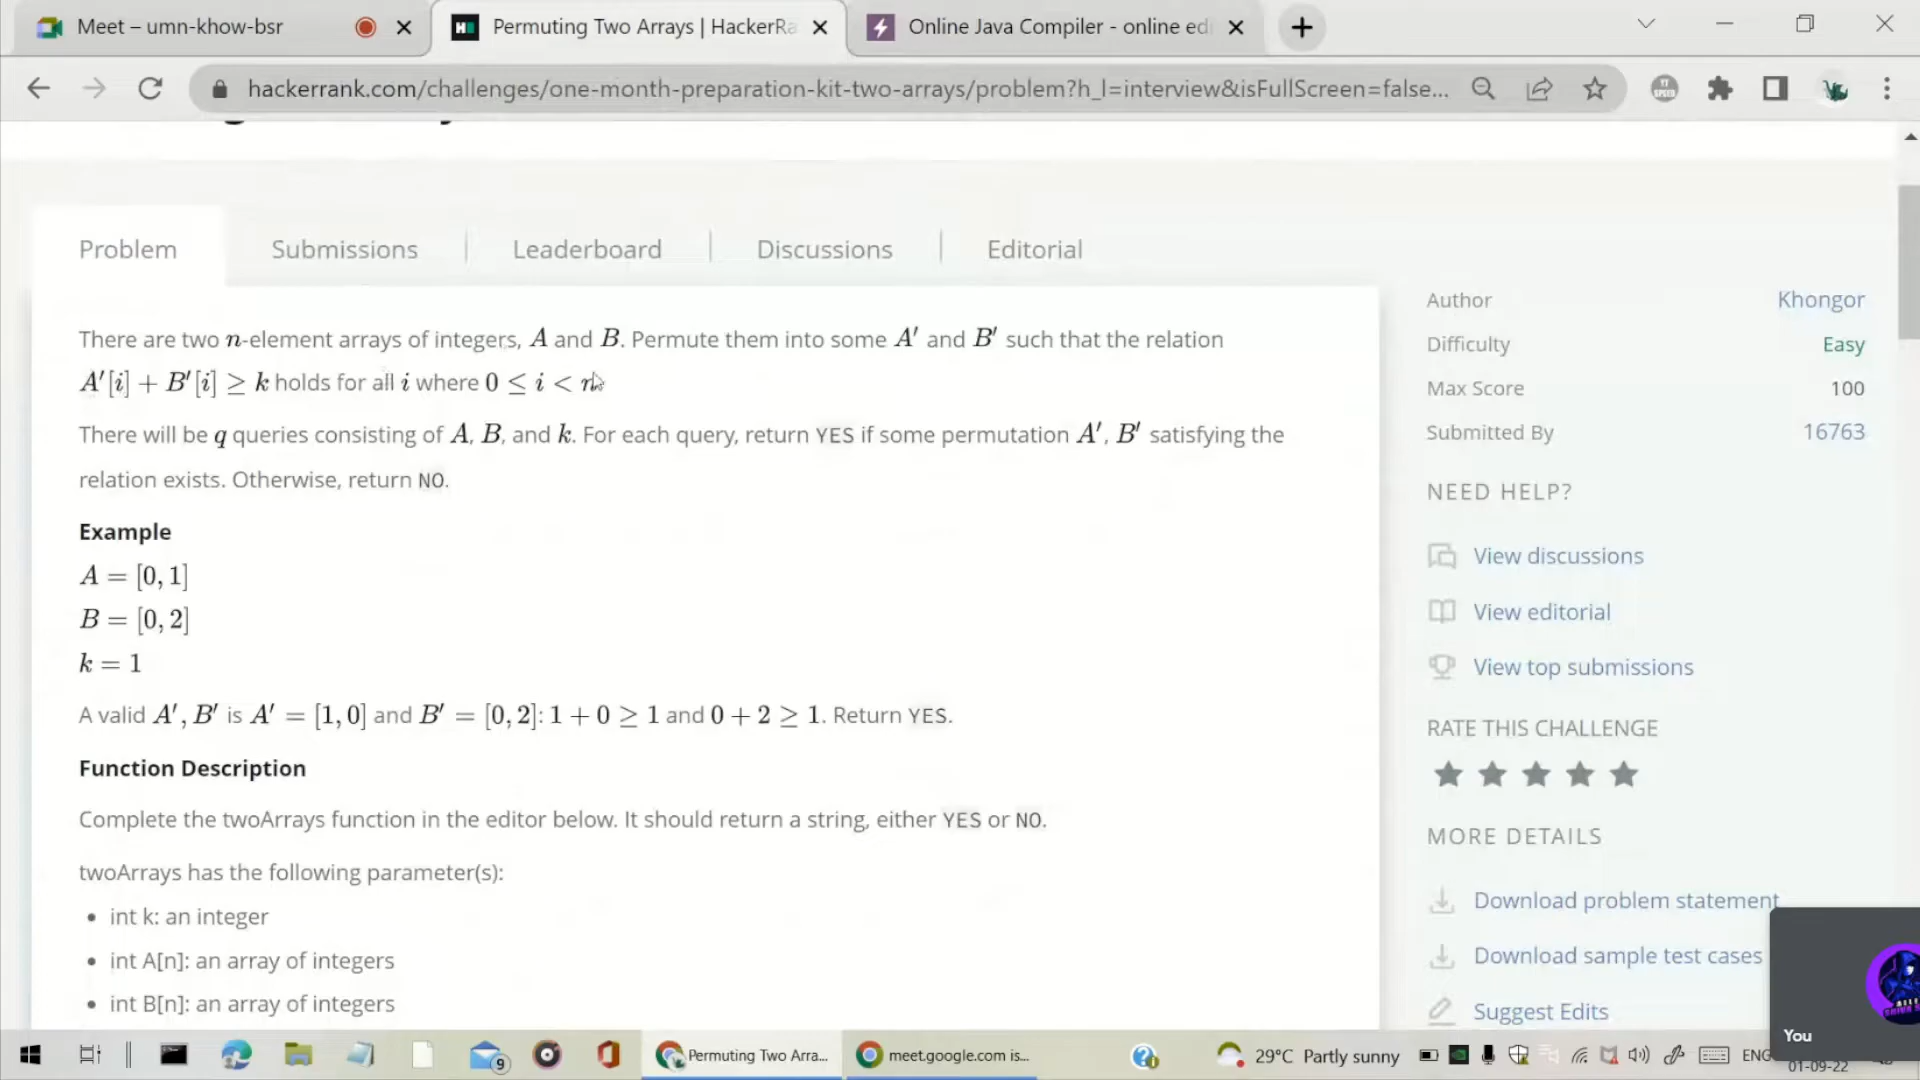 Meet – umn-khow-bsr
Permuting Two Arrays | HackerRa
Online Java Compiler - online edi
hackerrank.com/challenges/one-month-preparation-kit-two-arrays/problem?h_l=interview&isFullScreen=false...
Problem
Submissions
Leaderboard
Discussions
Editorial
There are two n-element arrays of integers, A and B. Permute them into some A′ and B′ such that the relation
A′[i] + B′[i] ≥ k holds for all i where 0 ≤ i < n
There will be q queries consisting of A, B, and k. For each query, return YES if some permutation A′, B′ satisfying the
relation exists. Otherwise, return NO.
Example
A = [0, 1]
B = [0, 2]
k = 1
A valid A′, B′ is A′ = [1, 0] and B′ = [0, 2]: 1 + 0 ≥ 1 and 0 + 2 ≥ 1. Return YES.
Function Description
Complete the twoArrays function in the editor below. It should return a string, either YES or NO.
twoArrays has the following parameter(s):
• int k: an integer
• int A[n]: an array of integers
• int B[n]: an array of integers
Author Khongor
Difficulty Easy
Max Score 100
Submitted By 16763
NEED HELP?
View discussions
View editorial
View top submissions
RATE THIS CHALLENGE
MORE DETAILS
Download problem statement
Download sample test cases
Suggest Edits
You
9
Permuting Two Arra...
meet.google.com is...
29°C Partly sunny
ENG
01-09-22